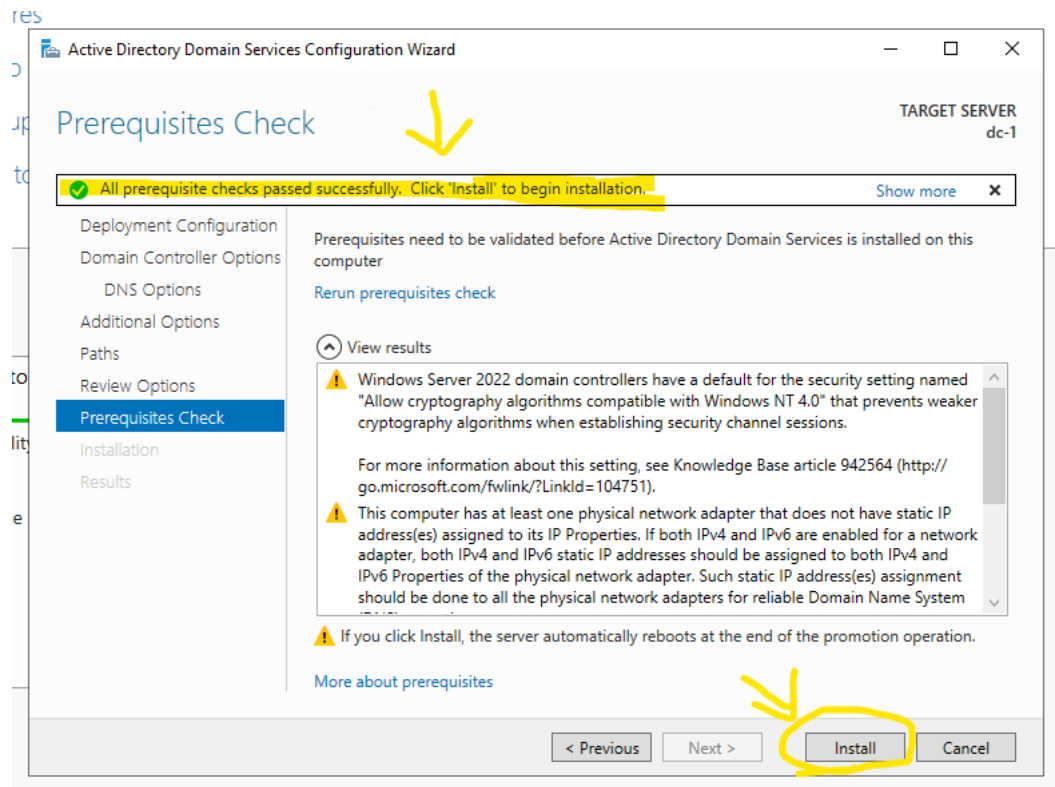 res
Active Directory Domain Services Configuration Wizard
Prerequisites Check
TARGET SERVER
dc-1
All prerequisite checks passed successfully. Click 'Install' to begin installation.
Show more
Deployment Configuration
Domain Controller Options
DNS Options
Additional Options
Paths
Review Options
Prerequisites Check
Installation
Results
Prerequisites need to be validated before Active Directory Domain Services is installed on this
computer
Rerun prerequisites check
View results
Windows Server 2022 domain controllers have a default for the security setting named
"Allow cryptography algorithms compatible with Windows NT 4.0" that prevents weaker
cryptography algorithms when establishing security channel sessions.
For more information about this setting, see Knowledge Base article 942564 (http://
go.microsoft.com/fwlink/?LinkId=104751).
This computer has at least one physical network adapter that does not have static IP
address(es) assigned to its IP Properties. If both IPv4 and IPv6 are enabled for a network
adapter, both IPv4 and IPv6 static IP addresses should be assigned to both IPv4 and
IPv6 Properties of the physical network adapter. Such static IP address(es) assignment
should be done to all the physical network adapters for reliable Domain Name System
If you click Install, the server automatically reboots at the end of the promotion operation.
More about prerequisites
< Previous
Next >
Install
Cancel